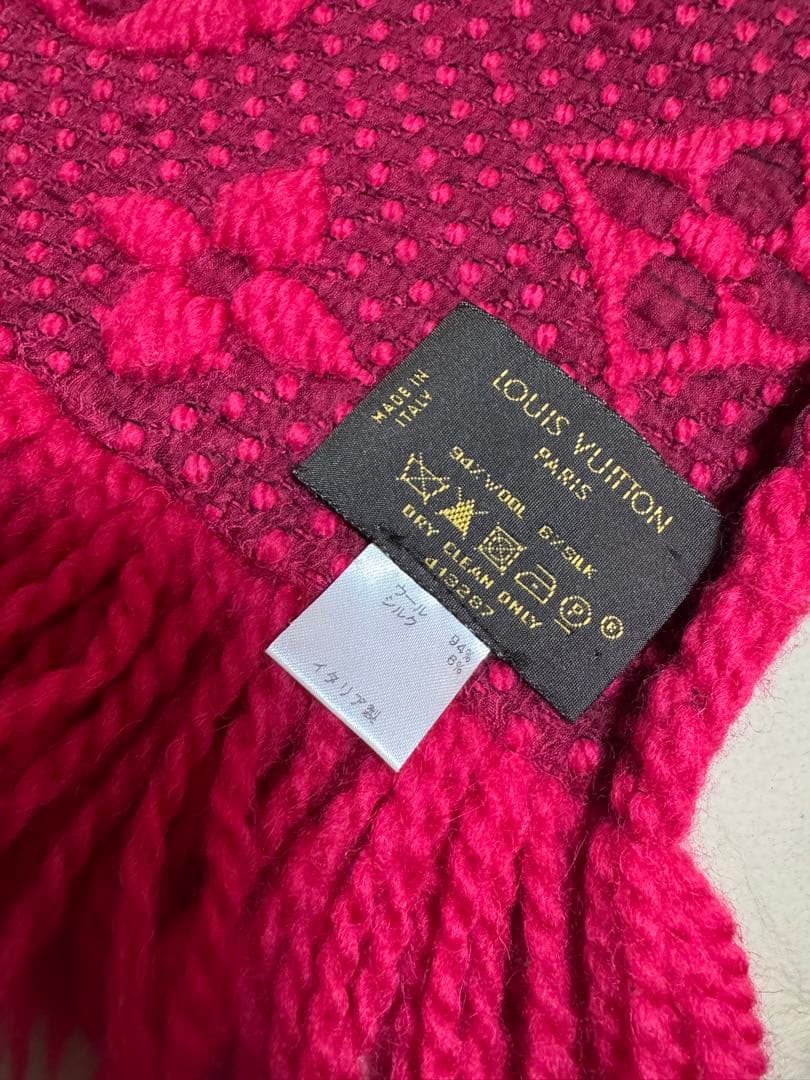 MADE IN
ITALY
LOUIS VUITTON
PARIS
94%WOOL 6%SILK
DRY CLEAN ONLY
413287
ウール 94%
シルク 6%
イタリア製